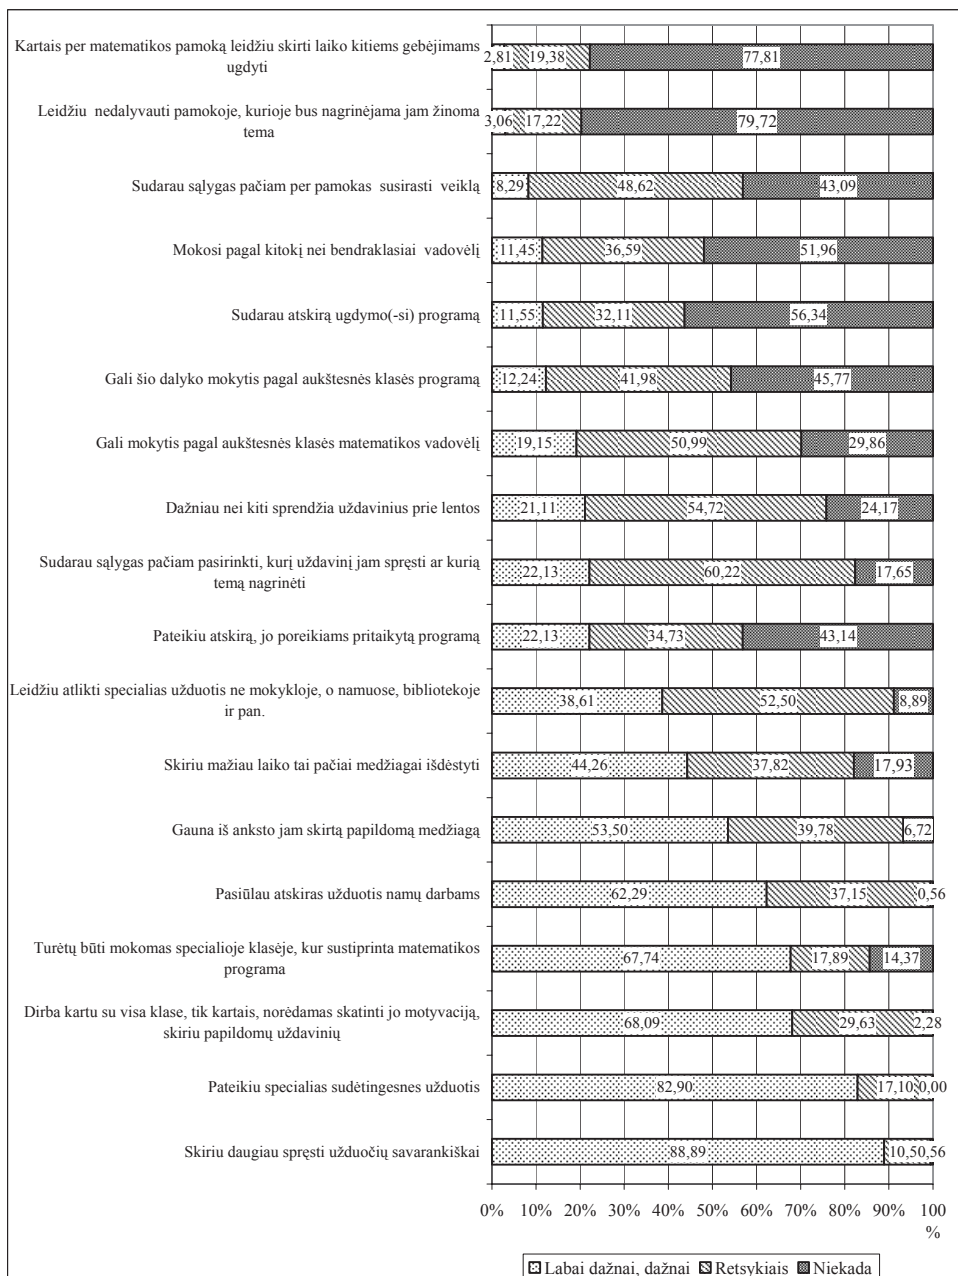 Kartais per matematikos pamoką leidžiu skirti laiko kitiems gebėjimams
ugdyti
2,81 19,38 77,81
Leidžiu nedalyvauti pamokoje, kurioje bus nagrinėjama jam žinoma
tema
3,06 17,22 79,72
Sudarau sąlygas pačiam per pamokas susirasti veiklą
8,29 48,62 43,09
Mokosi pagal kitokį nei bendraklasiai vadovėlį
11,45 36,59 51,96
Sudarau atskirą ugdymo(-si) programą
11,55 32,11 56,34
Gali šio dalyko mokytis pagal aukštesnės klasės programą
12,24 41,98 45,77
Gali mokytis pagal aukštesnės klasės matematikos vadovėlį
19,15 50,99 29,86
Dažniau nei kiti sprendžia uždavinius prie lentos
21,11 54,72 24,17
Sudarau sąlygas pačiam pasirinkti, kurį uždavinį jam spręsti ar kurią
temą nagrinėti
22,13 60,22 17,65
Pateikiu atskirą, jo poreikiams pritaikytą programą
22,13 34,73 43,14
Leidžiu atlikti specialias užduotis ne mokykloje, o namuose, bibliotekoje
ir pan.
38,61 52,50 8,89
Skiriu mažiau laiko tai pačiai medžiagai išdėstyti
44,26 37,82 17,93
Gauna iš anksto jam skirtą papildomą medžiagą
53,50 39,78 6,72
Pasiūlau atskiras užduotis namų darbams
62,29 37,15 0,56
Turėtų būti mokomas specialioje klasėje, kur sustiprinta matematikos
programa
67,74 17,89 14,37
Dirba kartu su visa klase, tik kartais, norėdamas skatinti jo motyvaciją,
skiriu papildomų uždavinių
68,09 29,63 2,28
Pateikiu specialias sudėtingesnes užduotis
82,90 17,10 0,00
Skiriu daugiau spręsti užduočių savarankiškai
88,89 10,5 0,56
0% 10% 20% 30% 40% 50% 60% 70% 80% 90% 100
%
Labai dažnai, dažnai Retsykiais Niekada